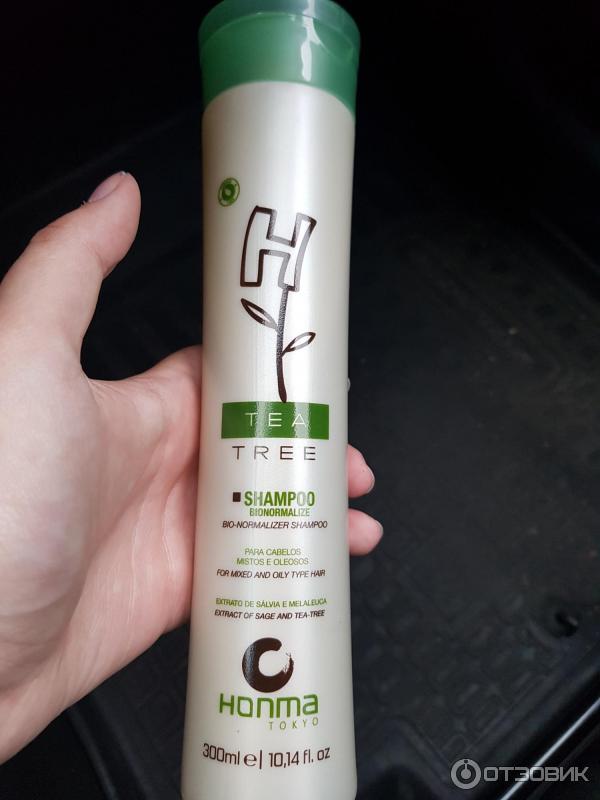 H
TEA
TREE
SHAMPOO
BIONORMALIZE
BIO-NORMALIZER SHAMPOO
PARA CABELOS
MISTOS E OLEOSOS
FOR MIXED AND OILY TYPE HAIR
EXTRATO DE SÁLVIA E MELALEUCA
EXTRACT OF SAGE AND TEA-TREE
HONMA
TOKYO
300ml e | 10,14 fl. oz
ОТЗОВИК